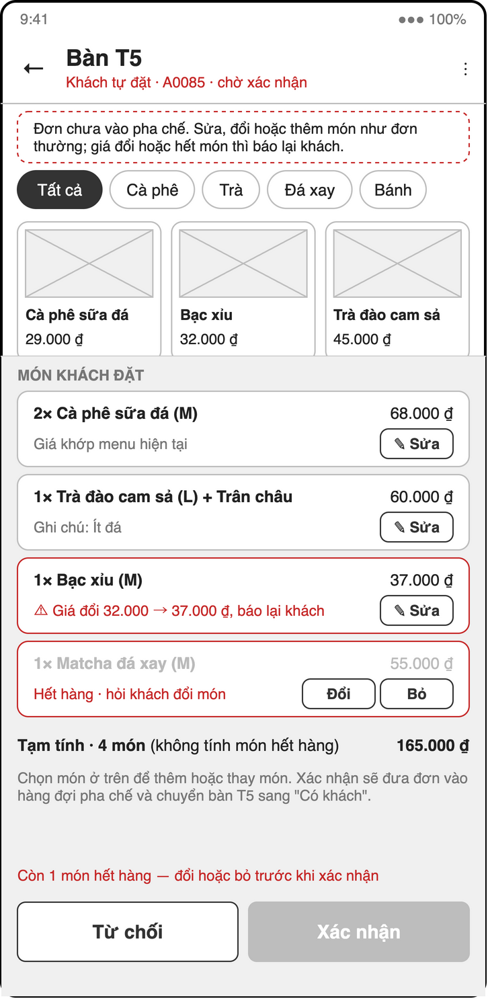 9:41
●●● 100%
←
Bàn T5
Khách tự đặt · A0085 · chờ xác nhận
⋮
Đơn chưa vào pha chế. Sửa, đổi hoặc thêm món như đơn
thường; giá đổi hoặc hết món thì báo lại khách.
Tất cả
Cà phê
Trà
Đá xay
Bánh
Cà phê sữa đá
29.000 ₫
Bạc xỉu
32.000 ₫
Trà đào cam sả
45.000 ₫
MÓN KHÁCH ĐẶT
2× Cà phê sữa đá (M)
68.000 ₫
Giá khớp menu hiện tại
✎ Sửa
1× Trà đào cam sả (L) + Trân châu
60.000 ₫
Ghi chú: Ít đá
✎ Sửa
1× Bạc xỉu (M)
37.000 ₫
⚠ Giá đổi 32.000 → 37.000 ₫, báo lại khách
✎ Sửa
1× Matcha đá xay (M)
55.000 ₫
Hết hàng · hỏi khách đổi món
Đổi
Bỏ
Tạm tính · 4 món (không tính món hết hàng)
165.000 ₫
Chọn món ở trên để thêm hoặc thay món. Xác nhận sẽ đưa đơn vào
hàng đợi pha chế và chuyển bàn T5 sang "Có khách".
Còn 1 món hết hàng — đổi hoặc bỏ trước khi xác nhận
Từ chối
Xác nhận